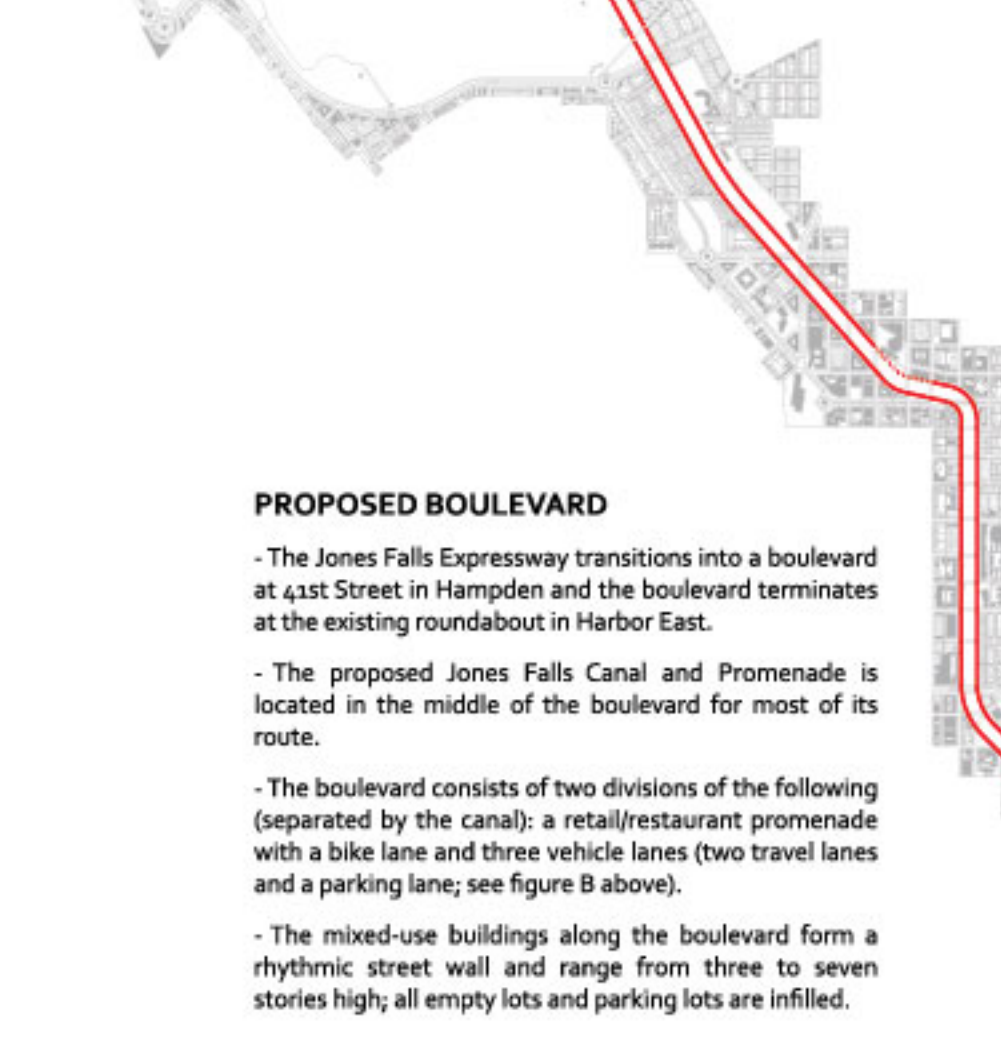 PROPOSED BOULEVARD
- The Jones Falls Expressway transitions into a boulevard
at 41st Street in Hampden and the boulevard terminates
at the existing roundabout in Harbor East.
- The proposed Jones Falls Canal and Promenade is
located in the middle of the boulevard for most of its
route.
- The boulevard consists of two divisions of the following
(separated by the canal): a retail/restaurant promenade
with a bike lane and three vehicle lanes (two travel lanes
and a parking lane; see figure B above).
- The mixed-use buildings along the boulevard form a
rhythmic street wall and range from three to seven
stories high; all empty lots and parking lots are infilled.